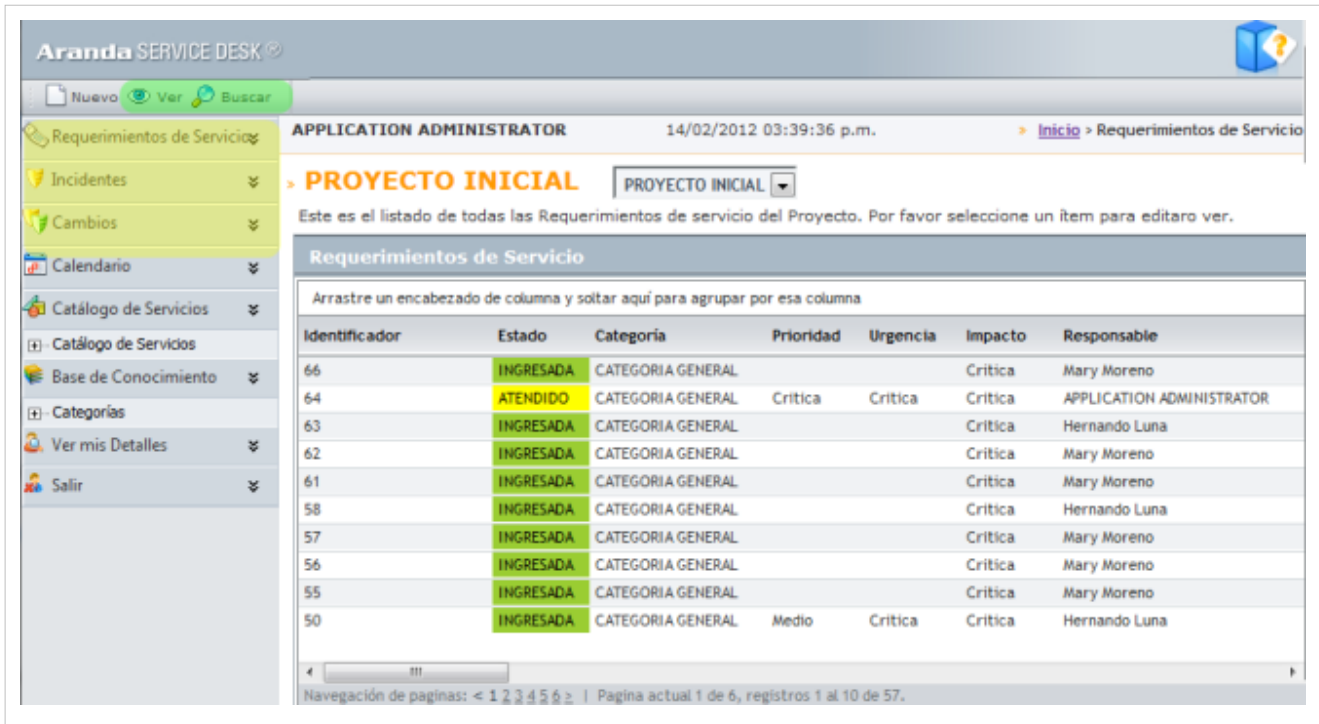 Aranda SERVICE DESK ®
Nuevo Ver Buscar
Requerimientos de Servicios
Incidentes
Cambios
Calendario
Catálogo de Servicios
Catálogo de Servicios
Base de Conocimiento
Categorías
Ver mis Detalles
Salir
APPLICATION ADMINISTRATOR 14/02/2012 03:39:36 p.m. » Inicio > Requerimientos de Servicio
» PROYECTO INICIAL PROYECTO INICIAL
Este es el listado de todas las Requerimientos de servicio del Proyecto. Por favor seleccione un ítem para editaro ver.
Requerimientos de Servicio
Arrastre un encabezado de columna y soltar aquí para agrupar por esa columna
Identificador Estado Categoría Prioridad Urgencia Impacto Responsable
66 INGRESADA CATEGORIA GENERAL Critica Mary Moreno
64 ATENDIDO CATEGORIA GENERAL Critica Critica Critica APPLICATION ADMINISTRATOR
63 INGRESADA CATEGORIA GENERAL Critica Hernando Luna
62 INGRESADA CATEGORIA GENERAL Critica Mary Moreno
61 INGRESADA CATEGORIA GENERAL Critica Mary Moreno
58 INGRESADA CATEGORIA GENERAL Critica Hernando Luna
57 INGRESADA CATEGORIA GENERAL Critica Mary Moreno
56 INGRESADA CATEGORIA GENERAL Critica Mary Moreno
55 INGRESADA CATEGORIA GENERAL Critica Mary Moreno
50 INGRESADA CATEGORIA GENERAL Medio Critica Critica Hernando Luna
Navegación de paginas: < 1 2 3 4 5 6 > | Pagina actual 1 de 6, registros 1 al 10 de 57.